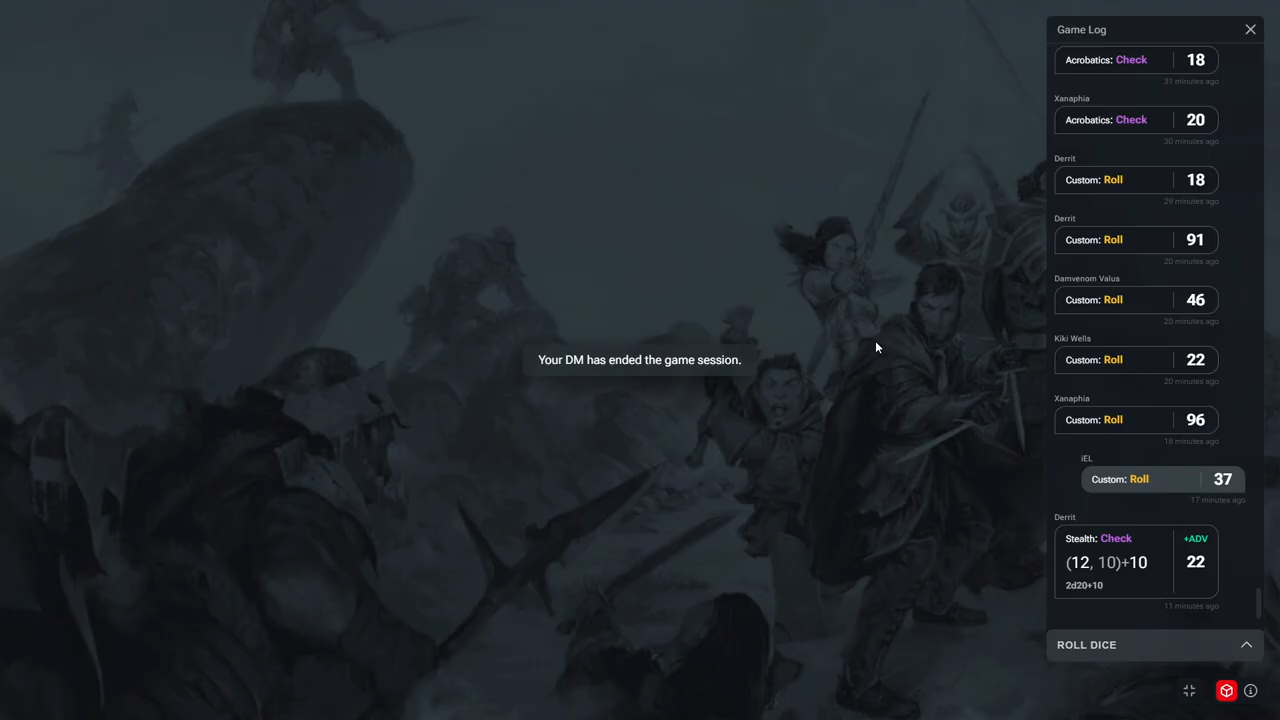 Game Log
Acrobatics: Check 18
31 minutes ago
Xanaphia
Acrobatics: Check 20
30 minutes ago
Derrit
Custom: Roll 18
29 minutes ago
Derrit
Custom: Roll 91
20 minutes ago
Damvenom Valus
Custom: Roll 46
20 minutes ago
Your DM has ended the game session.
Kiki Wells
Custom: Roll 22
20 minutes ago
Xanaphia
Custom: Roll 96
18 minutes ago
iEL
Custom: Roll 37
17 minutes ago
Derrit
Stealth: Check +ADV
(12, 10)+10 22
2d20+10
11 minutes ago
ROLL DICE